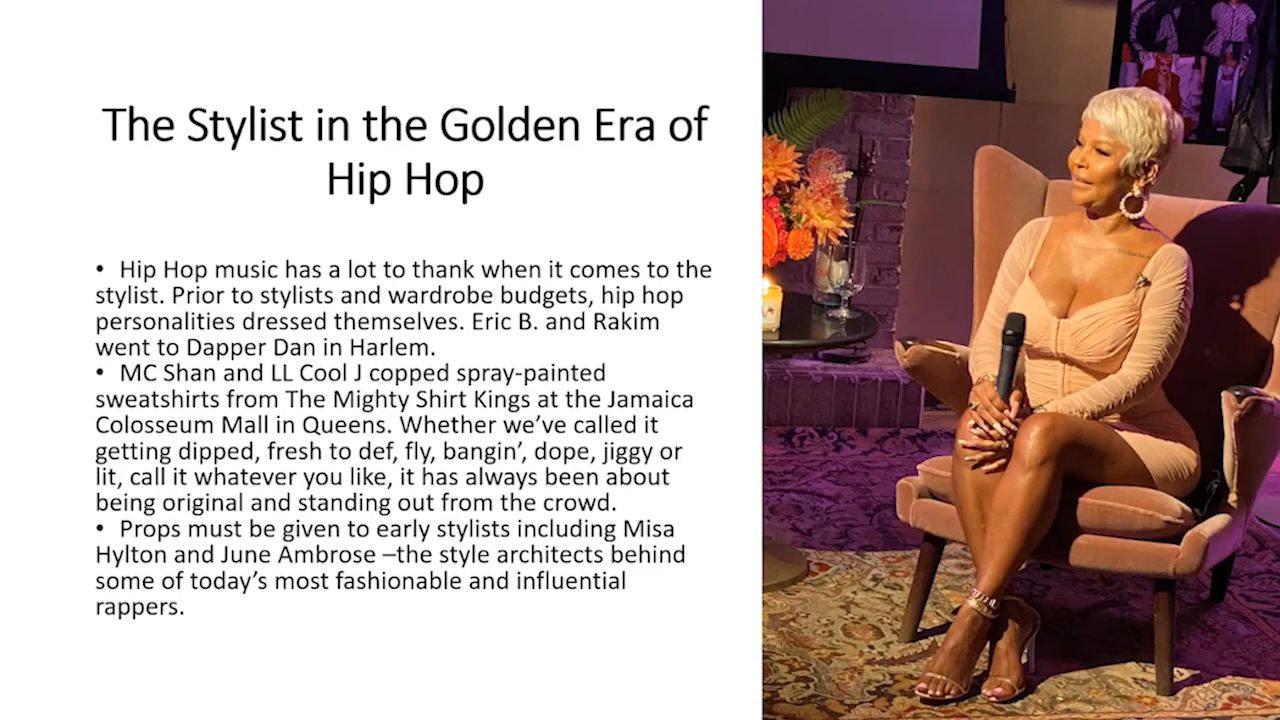 The Stylist in the Golden Era of
Hip Hop
• Hip Hop music has a lot to thank when it comes to the
stylist. Prior to stylists and wardrobe budgets, hip hop
personalities dressed themselves. Eric B. and Rakim
went to Dapper Dan in Harlem.
• MC Shan and LL Cool J copped spray-painted
sweatshirts from The Mighty Shirt Kings at the Jamaica
Colosseum Mall in Queens. Whether we’ve called it
getting dipped, fresh to def, fly, bangin’, dope, jiggy or
lit, call it whatever you like, it has always been about
being original and standing out from the crowd.
• Props must be given to early stylists including Misa
Hylton and June Ambrose –the style architects behind
some of today’s most fashionable and influential
rappers.